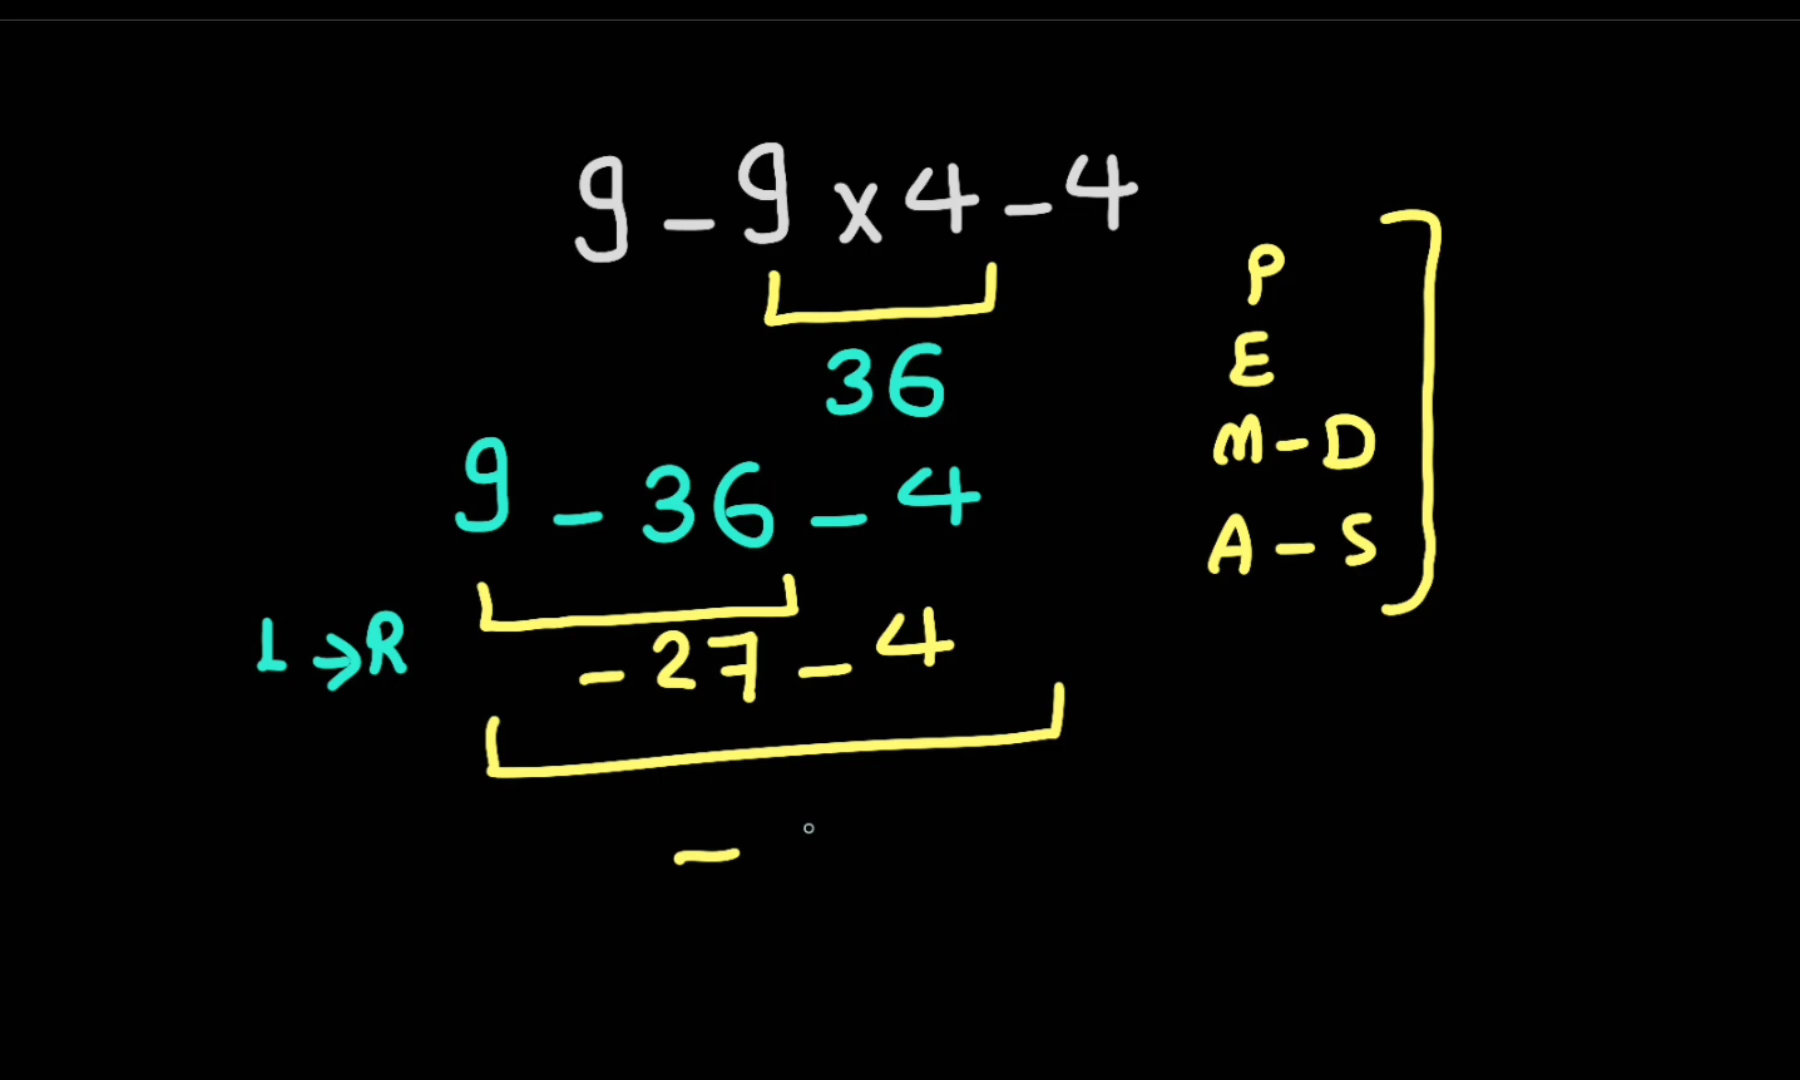 9 - 9 x 4 - 4
36
9 - 36 - 4
L → R
- 27 - 4
-
P
E
M - D
A - S